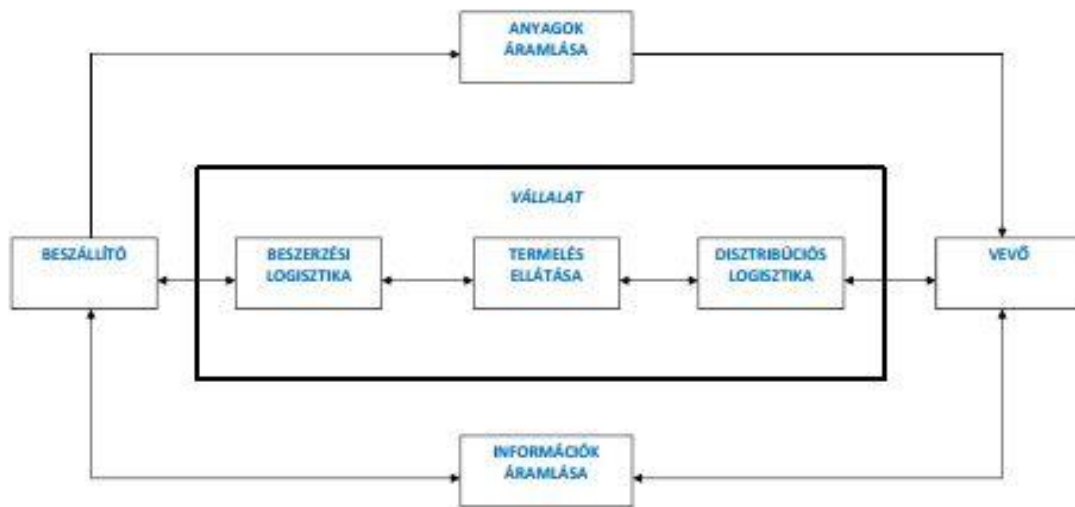 ANYAGOK
ÁRAMLÁSA
VÁLLALAT
BESZÁLLÍTÓ
BESZERZÉSI
LOGISZTIKA
TERMELÉS
ELLÁTÁSA
DISZTRIBÚCIÓS
LOGISZTIKA
VEVŐ
INFORMÁCIÓK
ÁRAMLÁSA